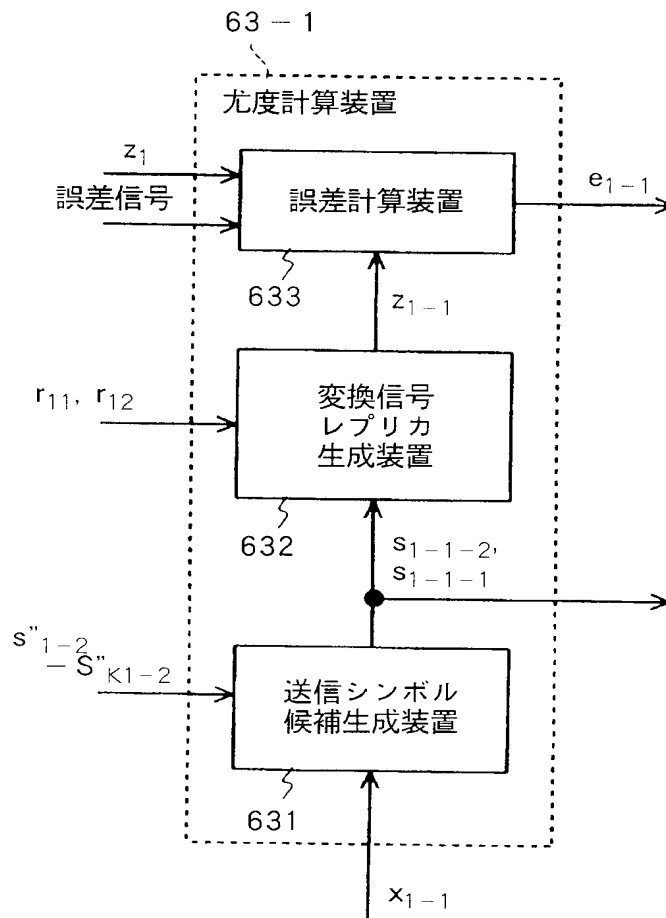 63-1
尤度計算装置
z1
誤差信号
誤差計算装置
e1-1
633
z1-1
r11, r12
変換信号
レプリカ
生成装置
632
s1-1-2,
s1-1-1
s"1-2
- S"K1-2
送信シンボル
候補生成装置
631
x1-1